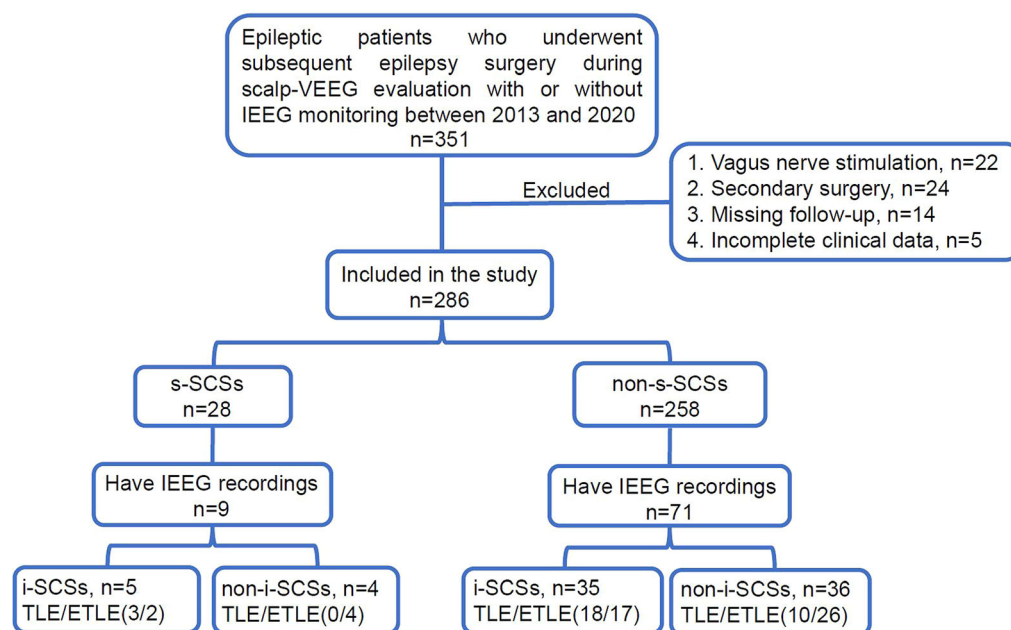 Epileptic patients who underwent
subsequent epilepsy surgery during
scalp-VEEG evaluation with or without
IEEG monitoring between 2013 and 2020
n=351
Excluded
1. Vagus nerve stimulation, n=22
2. Secondary surgery, n=24
3. Missing follow-up, n=14
4. Incomplete clinical data, n=5
Included in the study
n=286
s-SCSs
n=28
non-s-SCSs
n=258
Have IEEG recordings
n=9
Have IEEG recordings
n=71
i-SCSs, n=5
TLE/ETLE(3/2)
non-i-SCSs, n=4
TLE/ETLE(0/4)
i-SCSs, n=35
TLE/ETLE(18/17)
non-i-SCSs, n=36
TLE/ETLE(10/26)